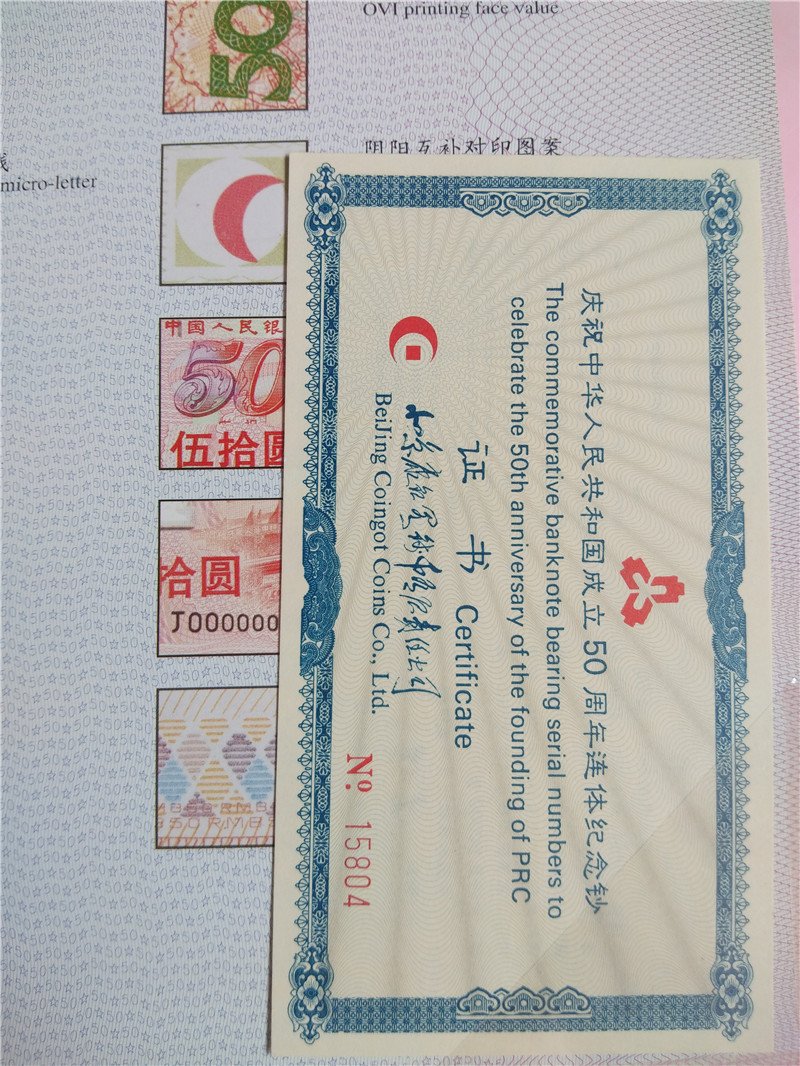 OVI printing face value
阴阳互补对印图案
micro-letter
50
中国人民银
50
伍拾圆
拾圆
J000000
庆祝中华人民共和国成立 50 周年连体纪念钞
The commemorative banknote bearing serial numbers to
celebrate the 50th anniversary of the founding of PRC
证 书 Certificate
BeiJing Coingot Coins Co., Ltd.
Nº 15804